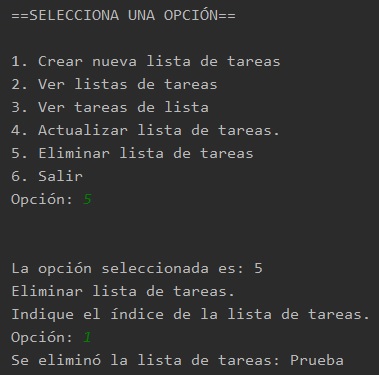 ==SELECCIONA UNA OPCIÓN==
1. Crear nueva lista de tareas
2. Ver listas de tareas
3. Ver tareas de lista
4. Actualizar lista de tareas.
5. Eliminar lista de tareas
6. Salir
Opción: 5
La opción seleccionada es: 5
Eliminar lista de tareas.
Indique el índice de la lista de tareas.
Opción: 1
Se eliminó la lista de tareas: Prueba